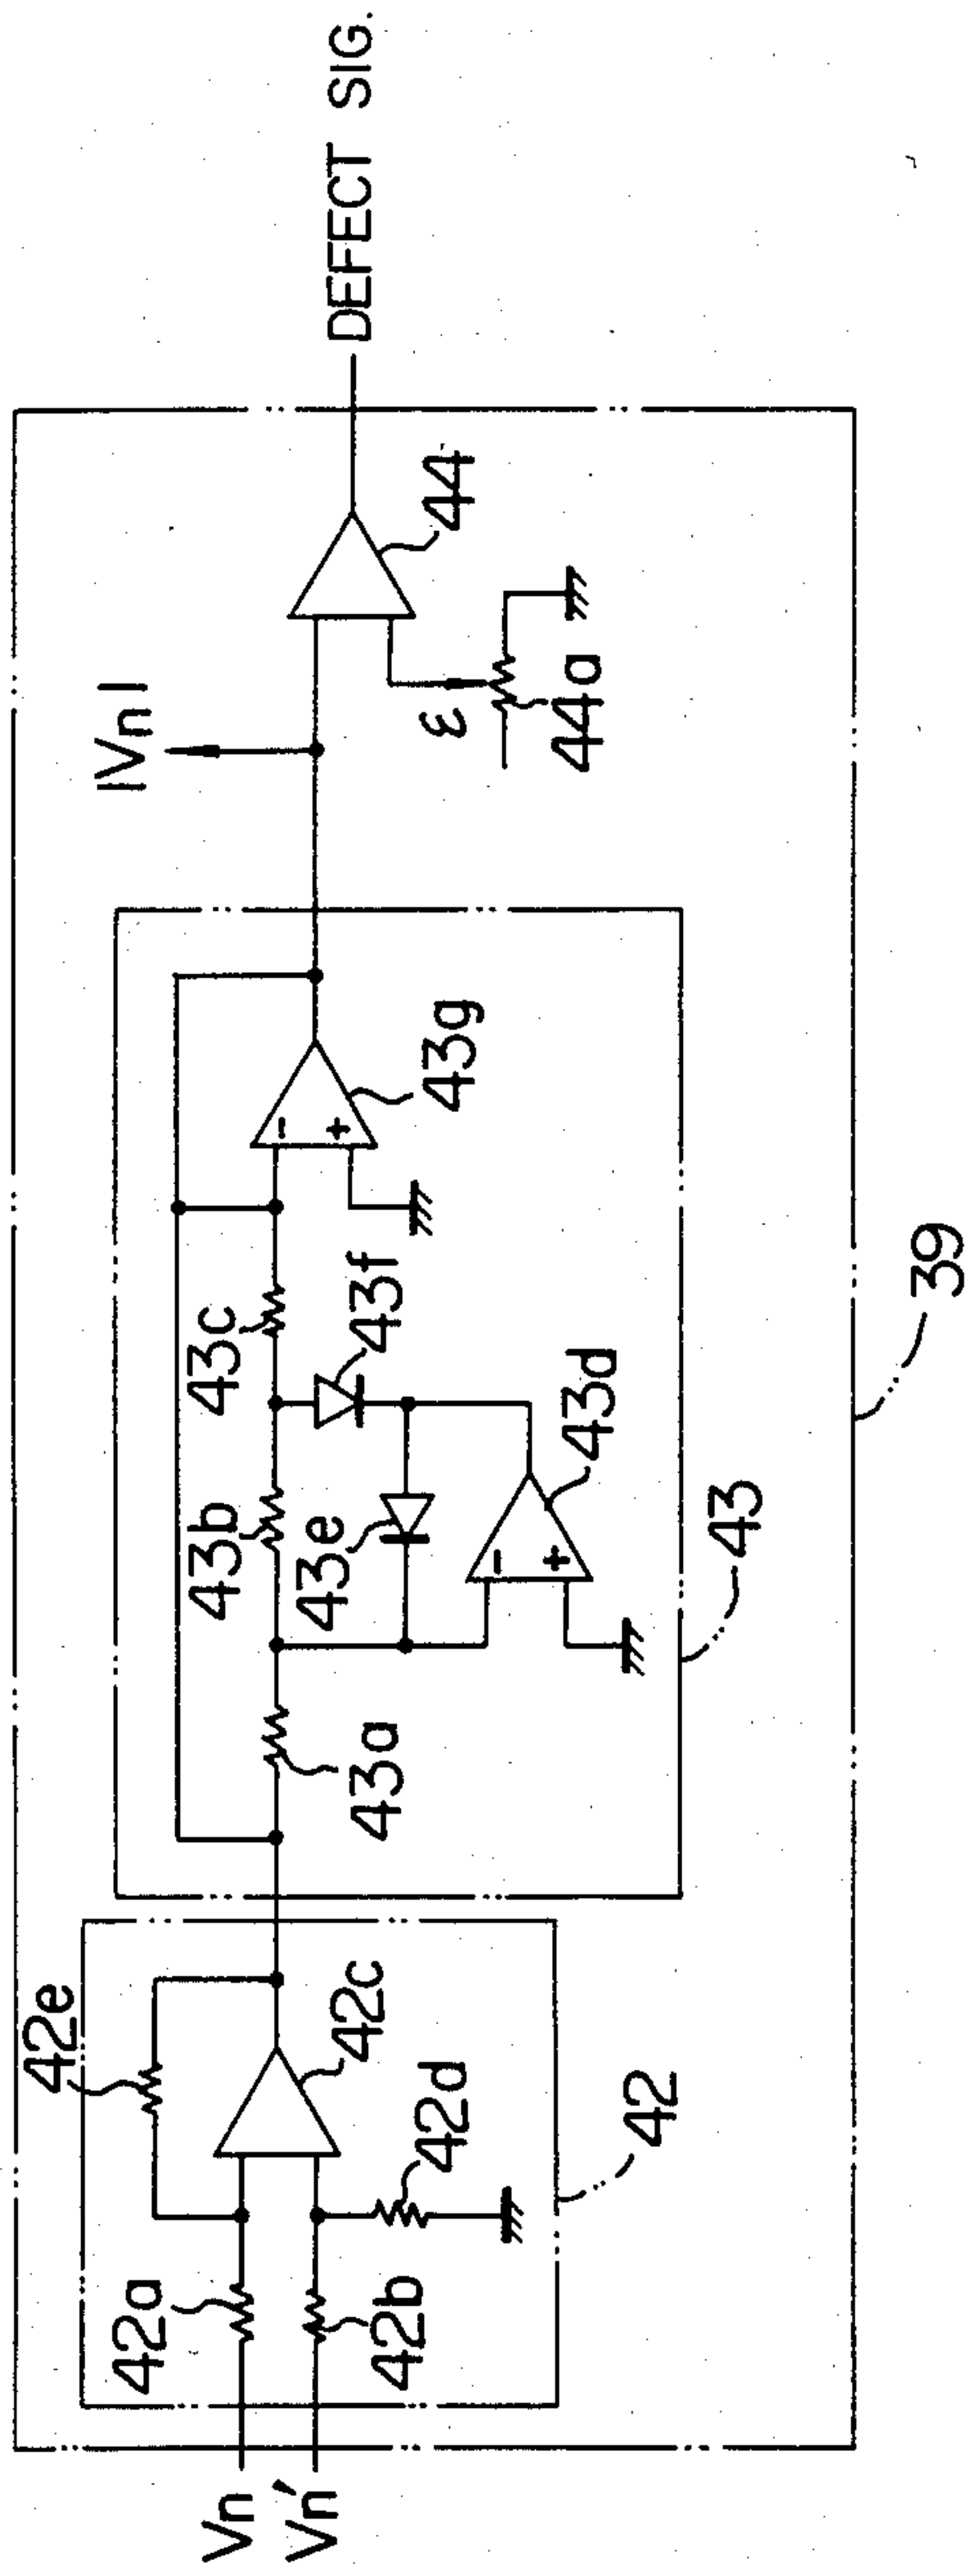 Vn
Vn'
42a
42b
42e
42c
42d
42
43a
43b
43c
43e
43f
-
+
43d
-
+
43g
43
|Vn|
ε
44a
44
39
DEFECT SIG.